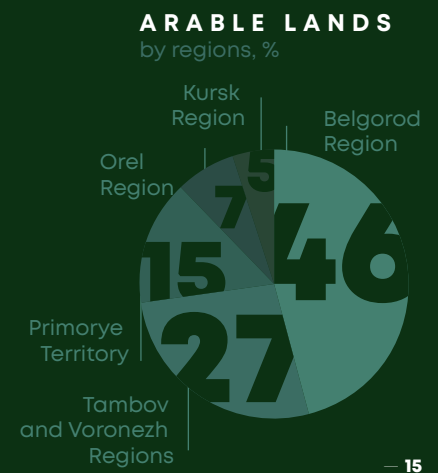 ARABLE LANDS
by regions, %
Kursk
Region
Belgorod
Region
Orel
Region
5
7
46
15
27
Primorye
Territory
Tambov
and Voronezh
Regions
— 15